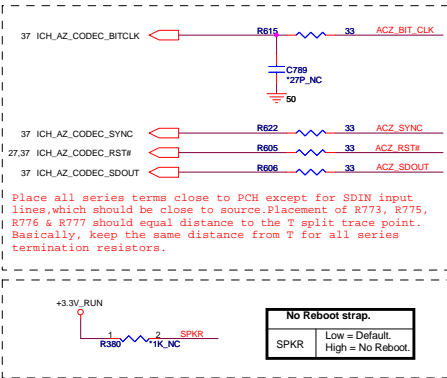 37 ICH_AZ_CODEC_BITCLK R615 33 ACZ_BIT_CLK
C789
*27P_NC
50
37 ICH_AZ_CODEC_SYNC R622 33 ACZ_SYNC
27,37 ICH_AZ_CODEC_RST# R605 33 ACZ_RST#
37 ICH_AZ_CODEC_SDOUT R606 33 ACZ_SDOUT
Place all series terms close to PCH except for SDIN input
lines,which should be close to source.Placement of R773, R775,
R776 & R777 should equal distance to the T split trace point.
Basically, keep the same distance from T for all series
termination resistors.
+3.3V_RUN
1 2 SPKR
R380 *1K_NC
No Reboot strap.
SPKR Low = Default.
High = No Reboot.